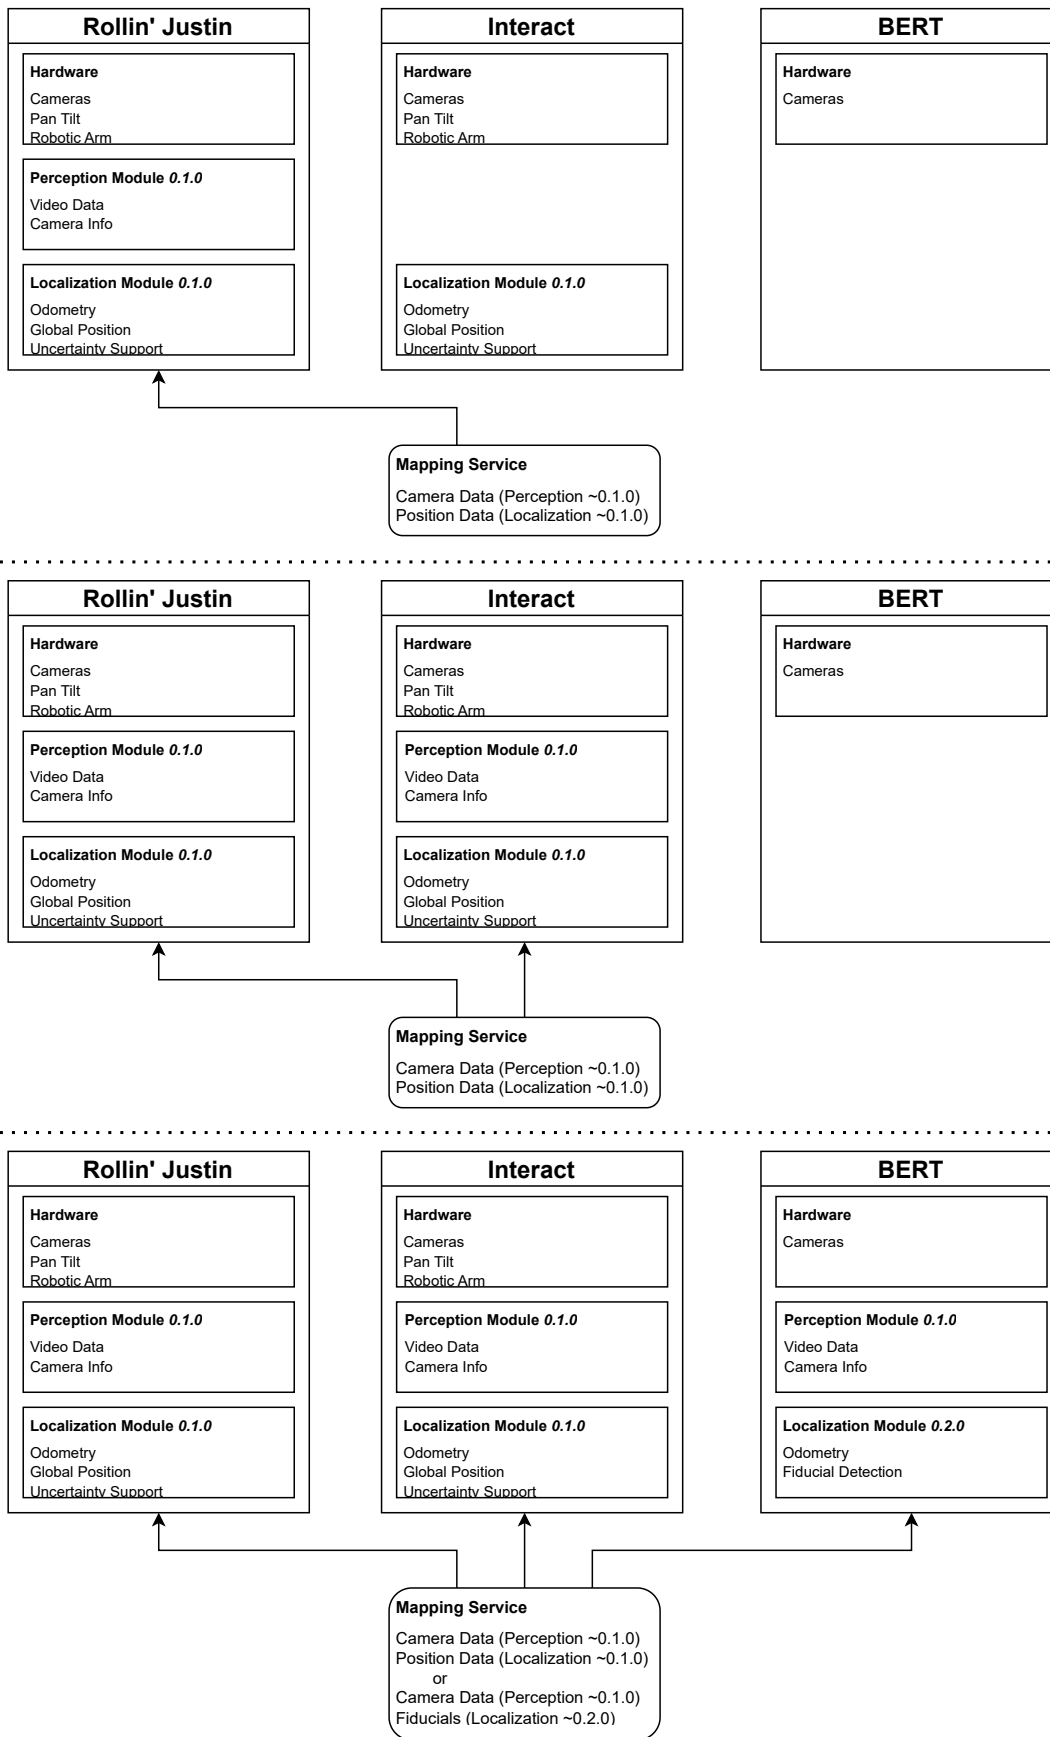 Rollin' Justin
Hardware
Cameras
Pan Tilt
Robotic Arm
Perception Module 0.1.0
Video Data
Camera Info
Localization Module 0.1.0
Odometry
Global Position
Uncertainty Support
Interact
Hardware
Cameras
Pan Tilt
Robotic Arm
Localization Module 0.1.0
Odometry
Global Position
Uncertainty Support
BERT
Hardware
Cameras
Mapping Service
Camera Data (Perception ~0.1.0)
Position Data (Localization ~0.1.0)
Rollin' Justin
Hardware
Cameras
Pan Tilt
Robotic Arm
Perception Module 0.1.0
Video Data
Camera Info
Localization Module 0.1.0
Odometry
Global Position
Uncertainty Support
Interact
Hardware
Cameras
Pan Tilt
Robotic Arm
Perception Module 0.1.0
Video Data
Camera Info
Localization Module 0.1.0
Odometry
Global Position
Uncertainty Support
BERT
Hardware
Cameras
Mapping Service
Camera Data (Perception ~0.1.0)
Position Data (Localization ~0.1.0)
Rollin' Justin
Hardware
Cameras
Pan Tilt
Robotic Arm
Perception Module 0.1.0
Video Data
Camera Info
Localization Module 0.1.0
Odometry
Global Position
Uncertainty Support
Interact
Hardware
Cameras
Pan Tilt
Robotic Arm
Perception Module 0.1.0
Video Data
Camera Info
Localization Module 0.1.0
Odometry
Global Position
Uncertainty Support
BERT
Hardware
Cameras
Perception Module 0.1.0
Video Data
Camera Info
Localization Module 0.2.0
Odometry
Fiducial Detection
Mapping Service
Camera Data (Perception ~0.1.0)
Position Data (Localization ~0.1.0)
or
Camera Data (Perception ~0.1.0)
Fiducials (Localization ~0.2.0)